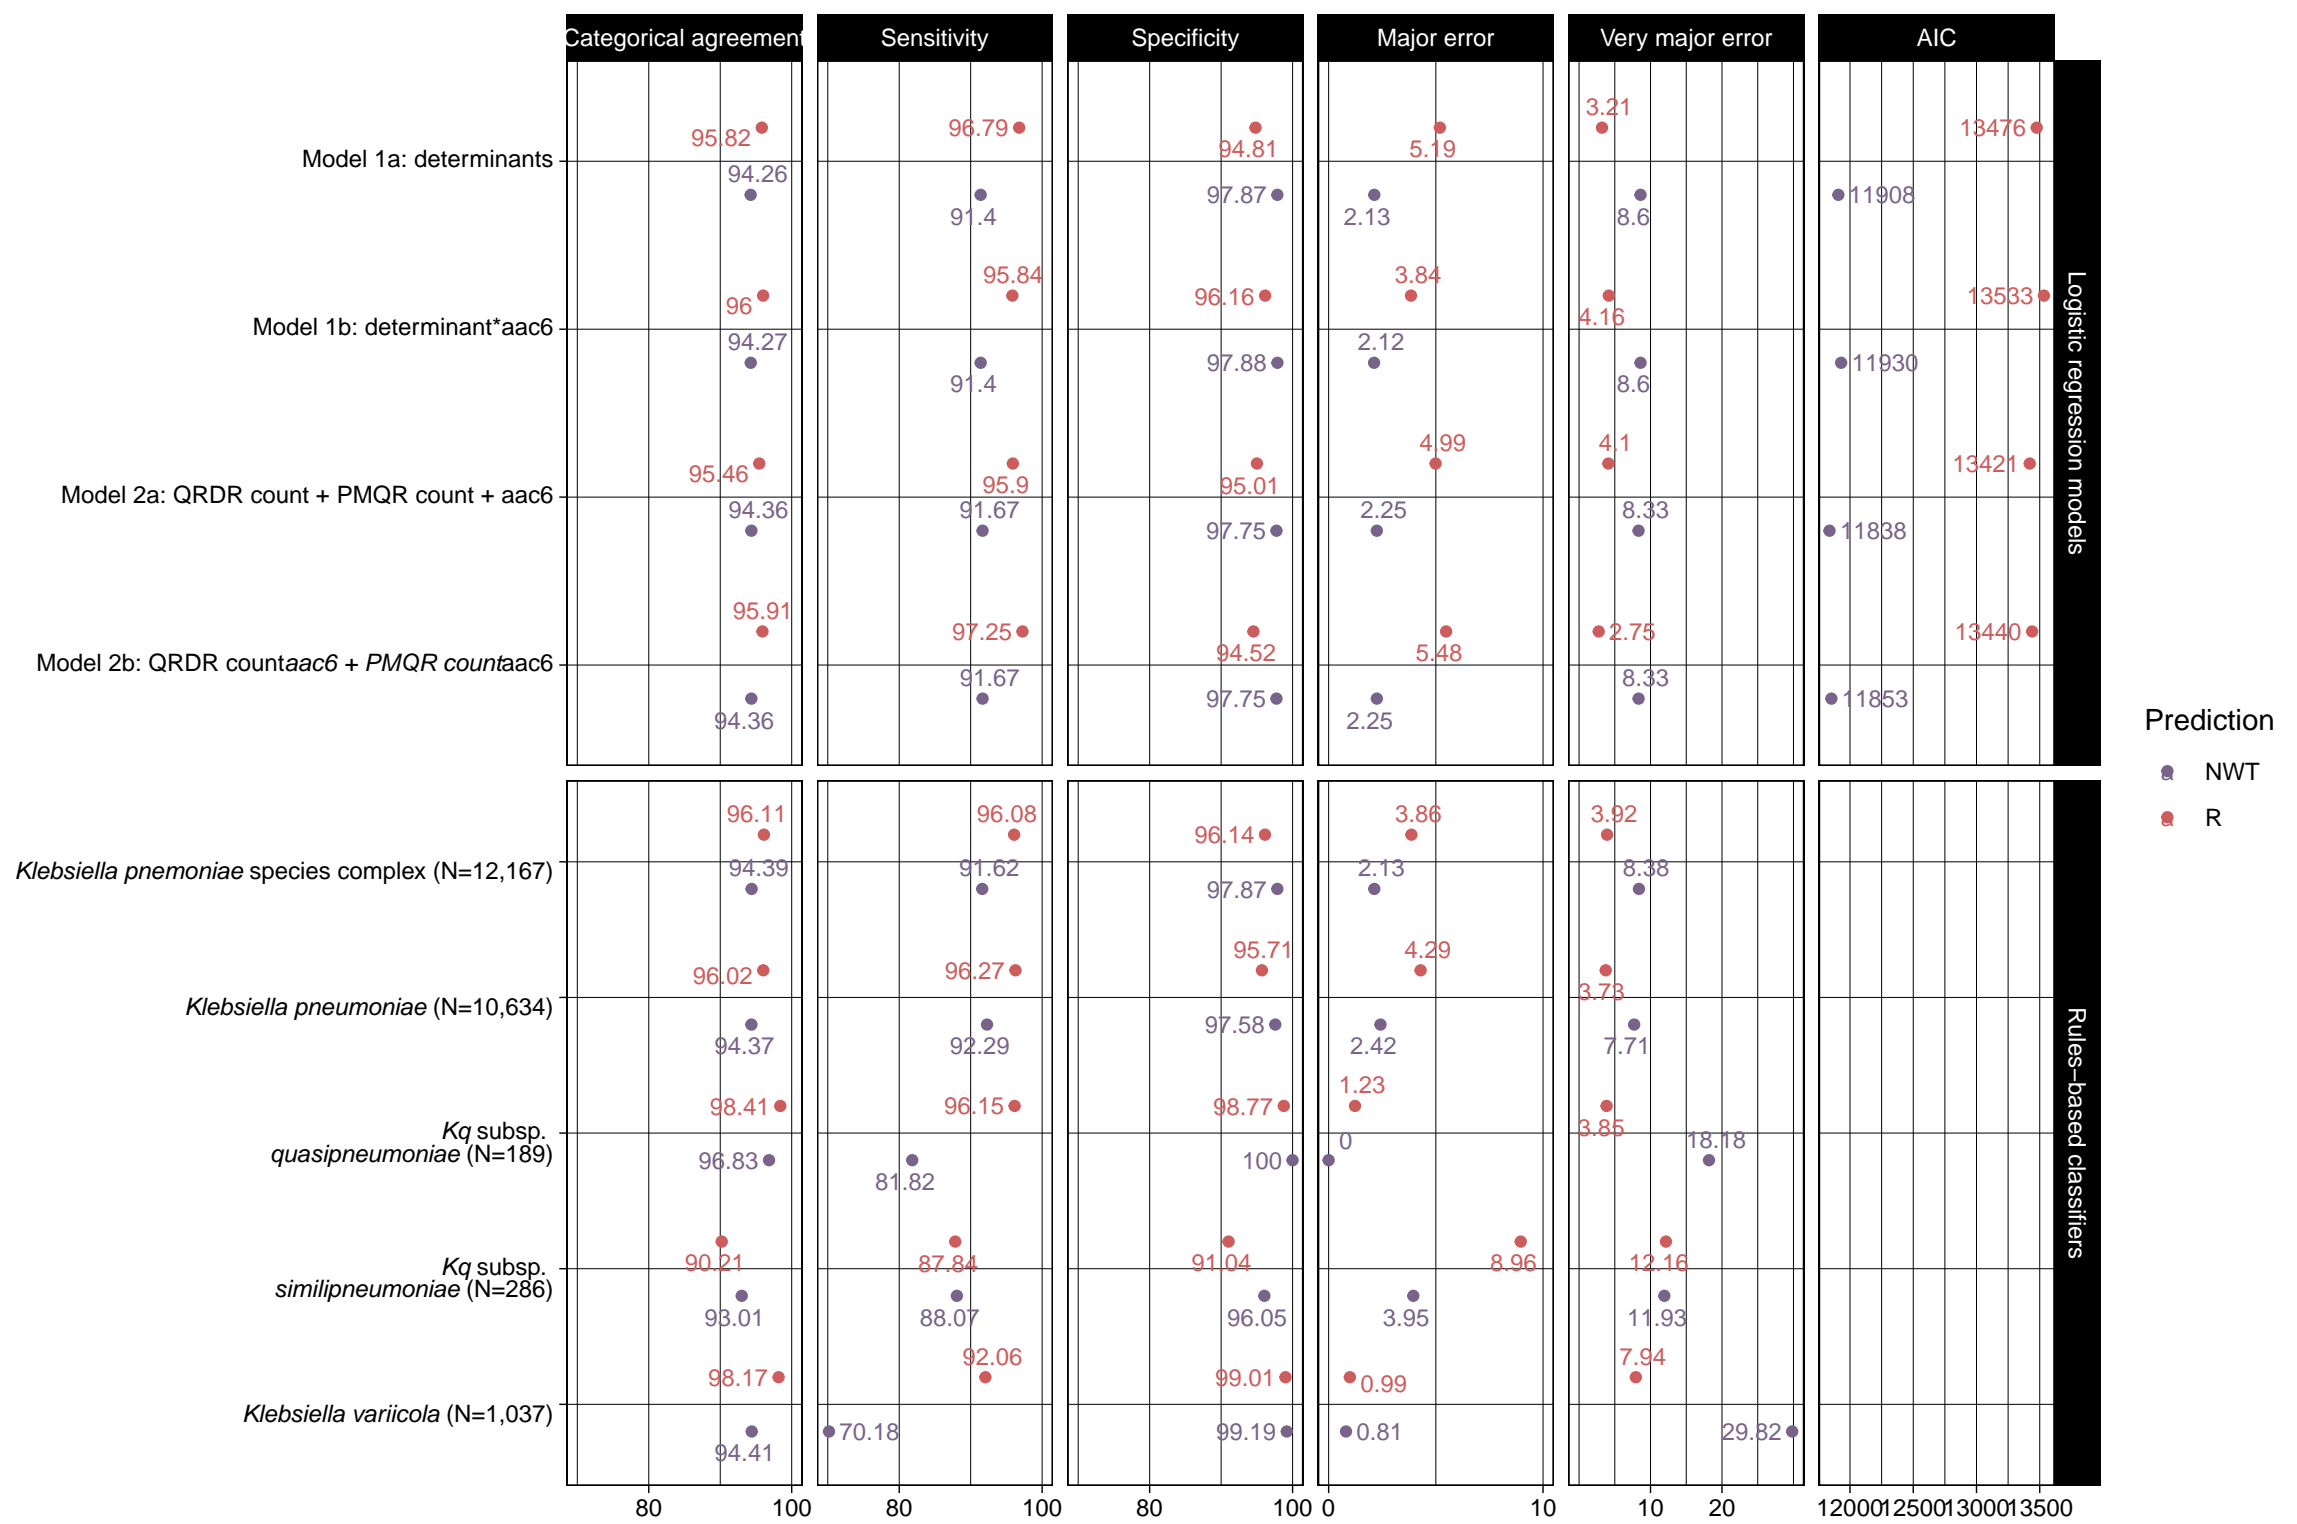 Categorical agreement Sensitivity Specificity Major error Very major error AIC
3.21
95.82 96.79 94.81 5.19 13476
Model 1a: determinants
94.26 91.4 97.87 2.13 8.6 11908
96 95.84 96.16 3.84 4.16 13533
Model 1b: determinant*aac6
94.27 91.4 97.88 2.12 8.6 11930
95.46 95.9 95.01 4.99 4.1 13421
Model 2a: QRDR count + PMQR count + aac6
94.36 91.67 97.75 2.25 8.33 11838
95.91 97.25 94.52 5.48 2.75 13440
Model 2b: QRDR countaac6 + PMQR countaac6
94.36 91.67 97.75 2.25 8.33 11853
Logistic regression models
96.11 96.08 96.14 3.86 3.92
Klebsiella pnemoniae species complex (N=12,167)
94.39 91.62 97.87 2.13 8.38
96.02 96.27 95.71 4.29 3.73
Klebsiella pneumoniae (N=10,634)
94.37 92.29 97.58 2.42 7.71
98.41 96.15 98.77 1.23 3.85
Kq subsp.
quasipneumoniae (N=189)
96.83 81.82 100 0 18.18
90.21 87.84 91.04 8.96 12.16
Kq subsp.
similipneumoniae (N=286)
93.01 88.07 96.05 3.95 11.93
98.17 92.06 99.01 0.99 7.94
Klebsiella variicola (N=1,037)
94.41 70.18 99.19 0.81 29.82
Rules−based classifiers
80 100 80 100 80 100 0 10 10 20 12000 12500 13000 13500
Prediction
a NWT
a R